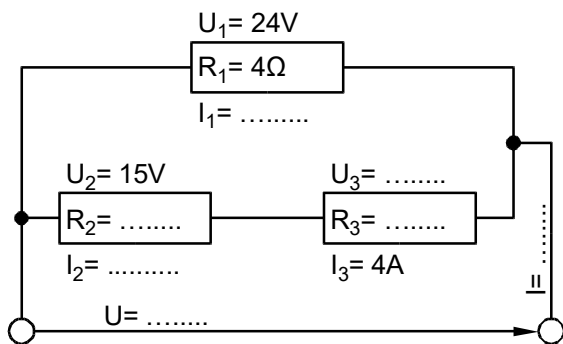 U₁= 24V
R₁= 4Ω
I₁= …......
U₂= 15V
U₃= ….....
R₂= ….....
R₃= ….....
I₂= ..........
I₃= 4A
I= ..........
U= ….....